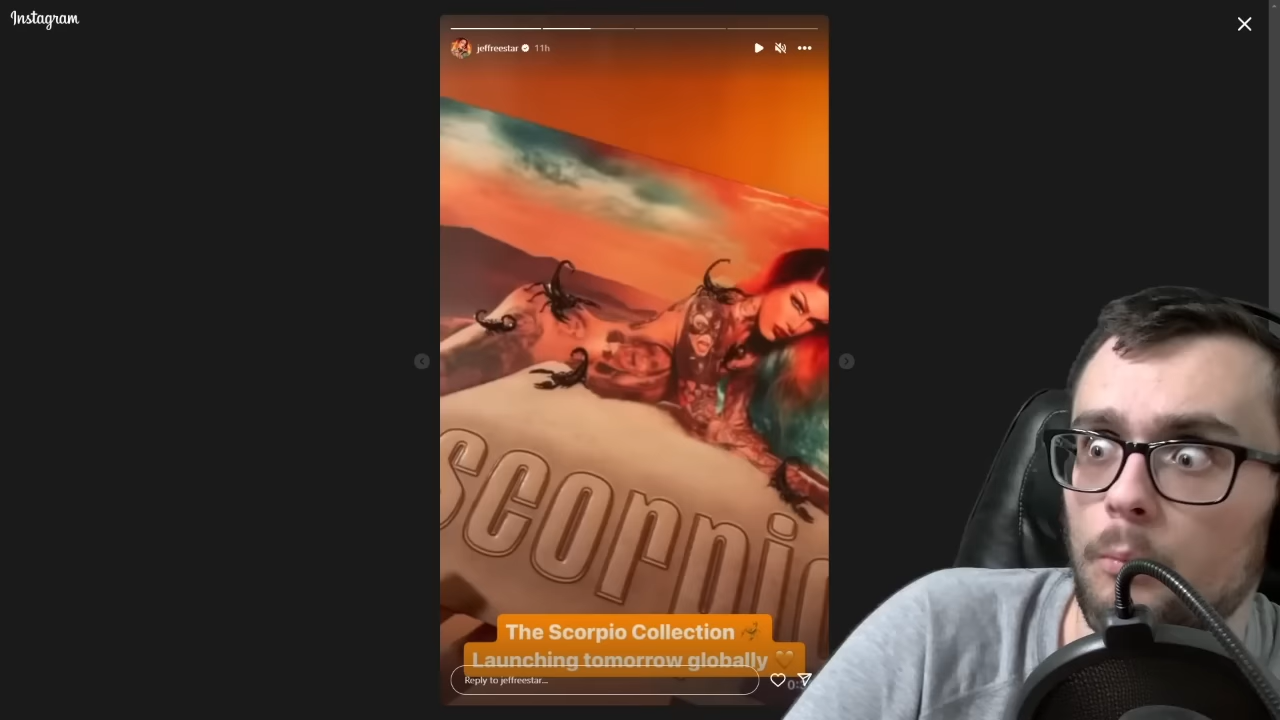 Instagram
jeffreestar 11h
scorpio
The Scorpio Collection 🦂
Launching tomorrow globally 🧡
Reply to jeffreestar...